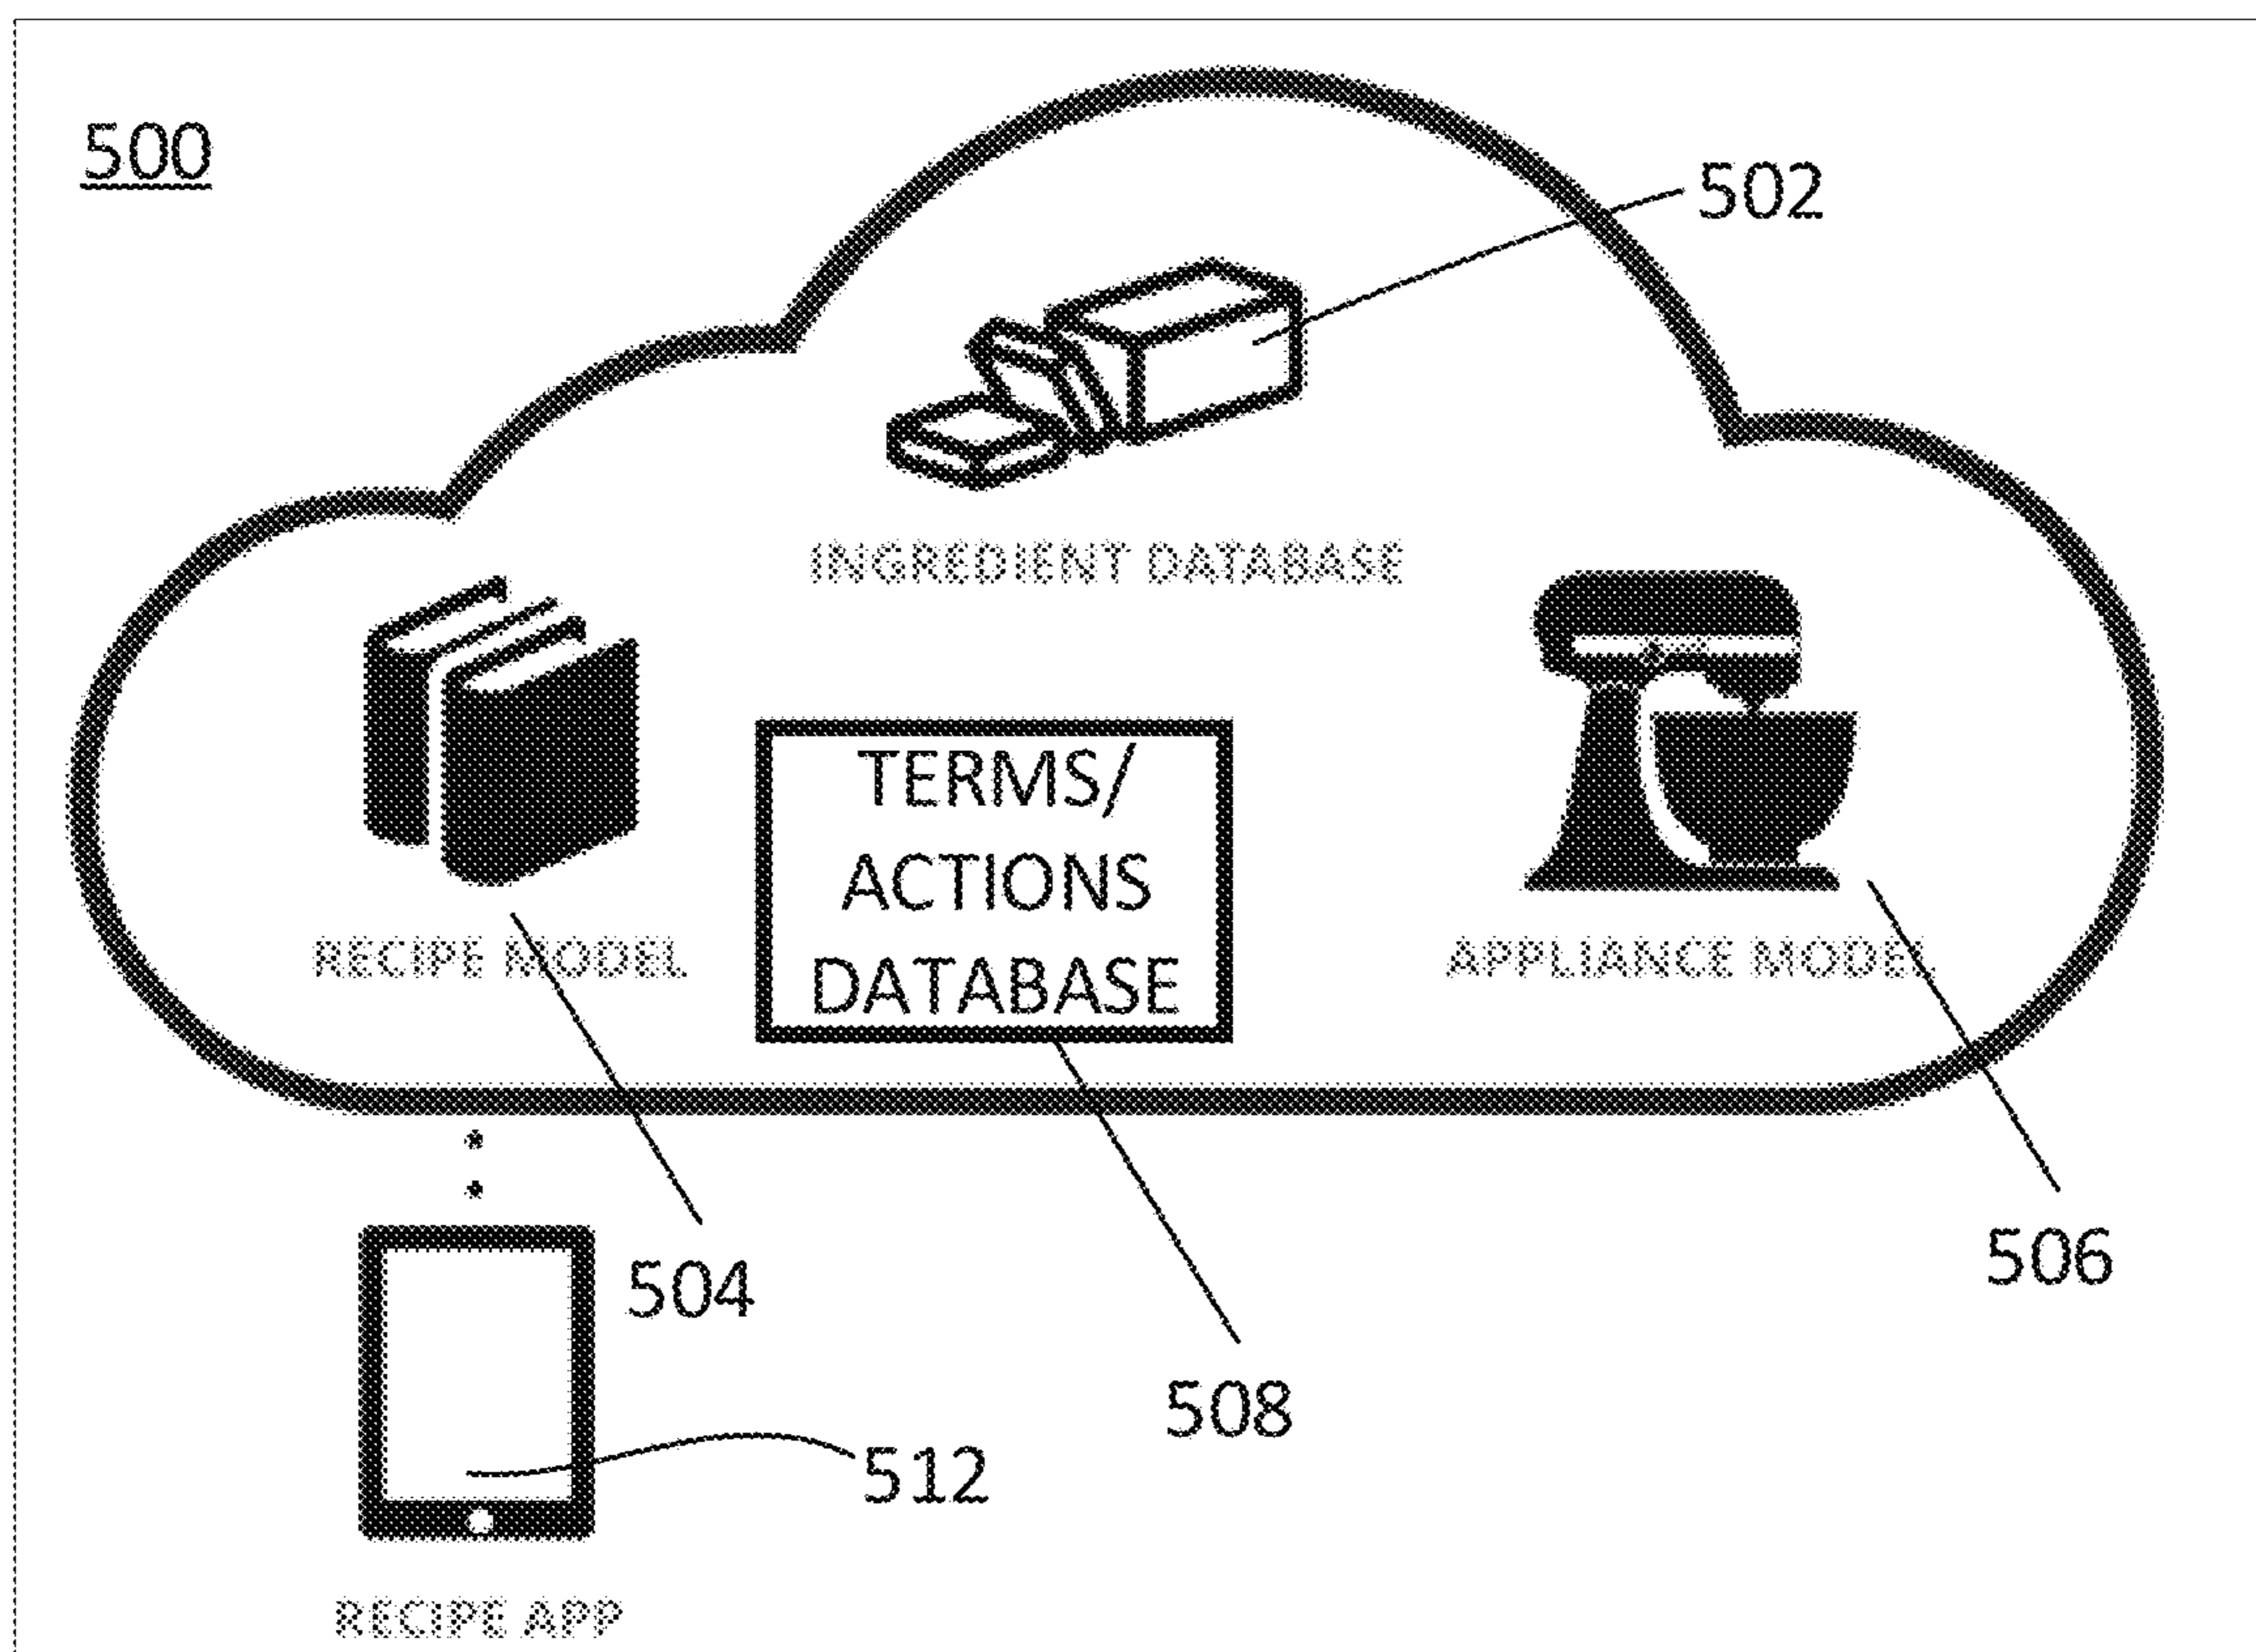 500
502
INGREDIENT DATABASE
TERMS/
ACTIONS
DATABASE
RECIPE MODEL
APPLIANCE MODEL
504
506
508
512
RECIPE APP